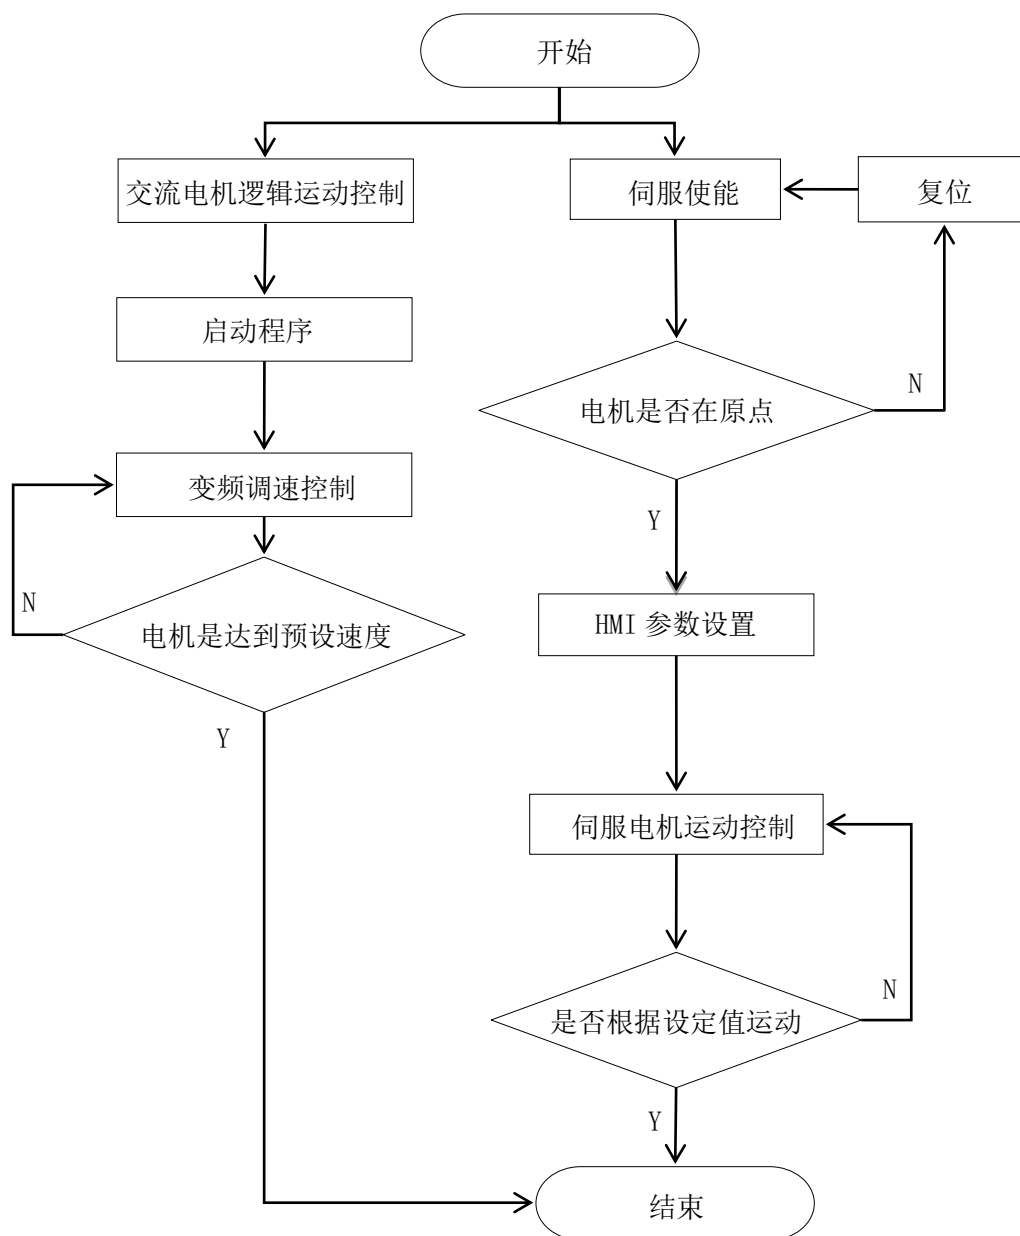 开始
交流电机逻辑运动控制
伺服使能
复位
启动程序
电机是否在原点
N
变频调速控制
Y
N
电机是达到预设速度
HMI 参数设置
Y
伺服电机运动控制
N
是否根据设定值运动
Y
结束